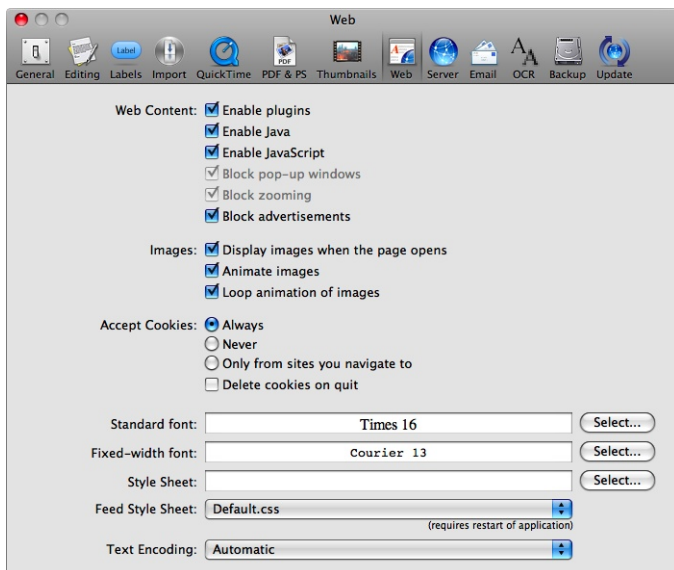 Web
General Editing Labels Import QuickTime PDF & PS Thumbnails Web Server Email OCR Backup Update
Label
PDF
Web Content: Enable plugins
Enable Java
Enable JavaScript
Block pop-up windows
Block zooming
Block advertisements
Images: Display images when the page opens
Animate images
Loop animation of images
Accept Cookies: Always
Never
Only from sites you navigate to
Delete cookies on quit
Standard font: Times 16 Select...
Fixed-width font: Courier 13 Select...
Style Sheet: Select...
Feed Style Sheet: Default.css
(requires restart of application)
Text Encoding: Automatic